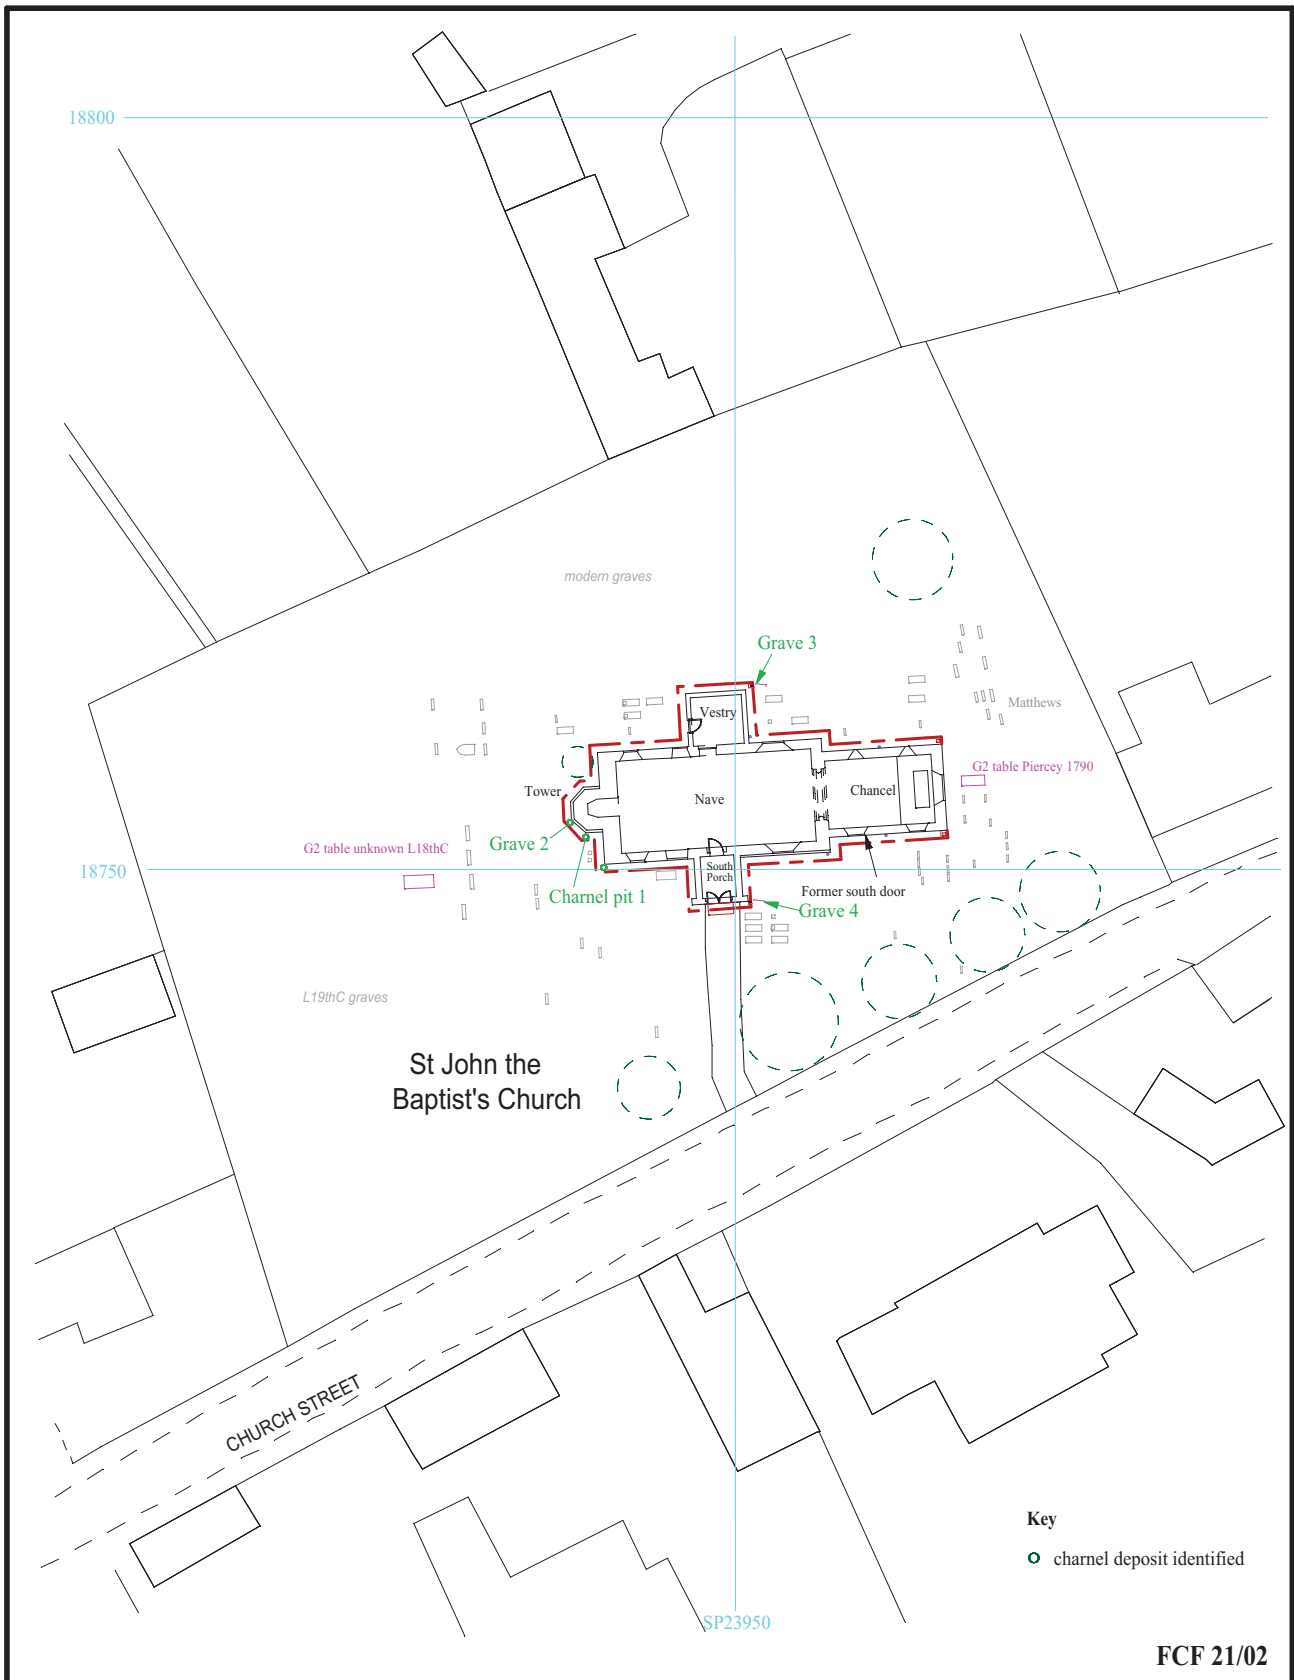 18800
modern graves
Grave 3
Vestry
Matthews
G2 table Piercey 1790
Tower
Nave
Chancel
Grave 2
G2 table unknown L18thC
18750
South
Porch
Charnel pit 1
Former south door
Grave 4
L19thC graves
St John the
Baptist's Church
CHURCH STREET
Key
charnel deposit identified
SP23950
FCF 21/02